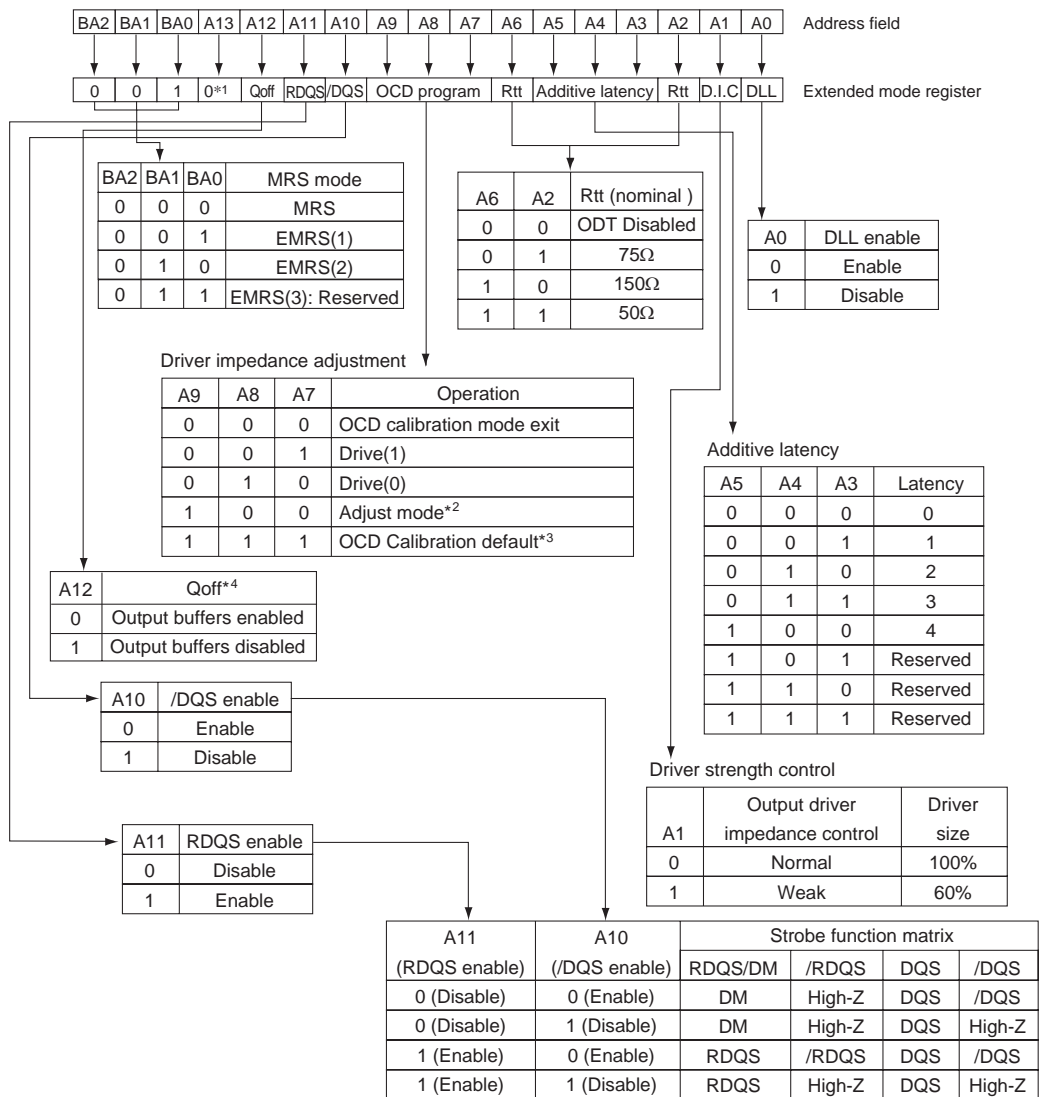 BA2 BA1 BA0 A13 A12 A11 A10 A9 A8 A7 A6 A5 A4 A3 A2 A1 A0 Address field
0 0 1 0*1 Qoff RDQS /DQS OCD program Rtt Additive latency Rtt D.I.C DLL Extended mode register
BA2 BA1 BA0 MRS mode
0 0 0 MRS
0 0 1 EMRS(1)
0 1 0 EMRS(2)
0 1 1 EMRS(3): Reserved
A6 A2 Rtt (nominal )
0 0 ODT Disabled
0 1 75Ω
1 0 150Ω
1 1 50Ω
A0 DLL enable
0 Enable
1 Disable
Driver impedance adjustment
A9 A8 A7 Operation
0 0 0 OCD calibration mode exit
0 0 1 Drive(1)
0 1 0 Drive(0)
1 0 0 Adjust mode*2
1 1 1 OCD Calibration default*3
Additive latency
A5 A4 A3 Latency
0 0 0 0
0 0 1 1
0 1 0 2
0 1 1 3
1 0 0 4
1 0 1 Reserved
1 1 0 Reserved
1 1 1 Reserved
A12 Qoff*4
0 Output buffers enabled
1 Output buffers disabled
A10 /DQS enable
0 Enable
1 Disable
Driver strength control
A1 Output driver impedance control Driver size
0 Normal 100%
1 Weak 60%
A11 RDQS enable
0 Disable
1 Enable
A11 A10 Strobe function matrix
(RDQS enable) (/DQS enable) RDQS/DM /RDQS DQS /DQS
0 (Disable) 0 (Enable) DM High-Z DQS /DQS
0 (Disable) 1 (Disable) DM High-Z DQS High-Z
1 (Enable) 0 (Enable) RDQS /RDQS DQS /DQS
1 (Enable) 1 (Disable) RDQS High-Z DQS High-Z